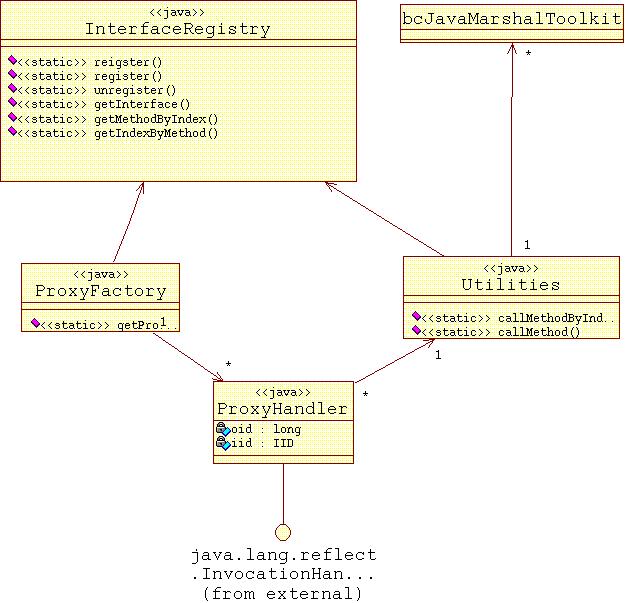 <<java>>
InterfaceRegistry
<<static>> reigster()
<<static>> register()
<<static>> unregister()
<<static>> getInterface()
<<static>> getMethodByIndex()
<<static>> getIndexByMethod()
bcJavaMarshalToolkit
*
1
<<java>>
ProxyFactory
<<static>> getPro...
1
*
<<java>>
Utilities
<<static>> callMethodByInd..
<<static>> callMethod()
1
*
<<java>>
ProxyHandler
oid : long
iid : IID
java.lang.reflect
.InvocationHan...
(from external)